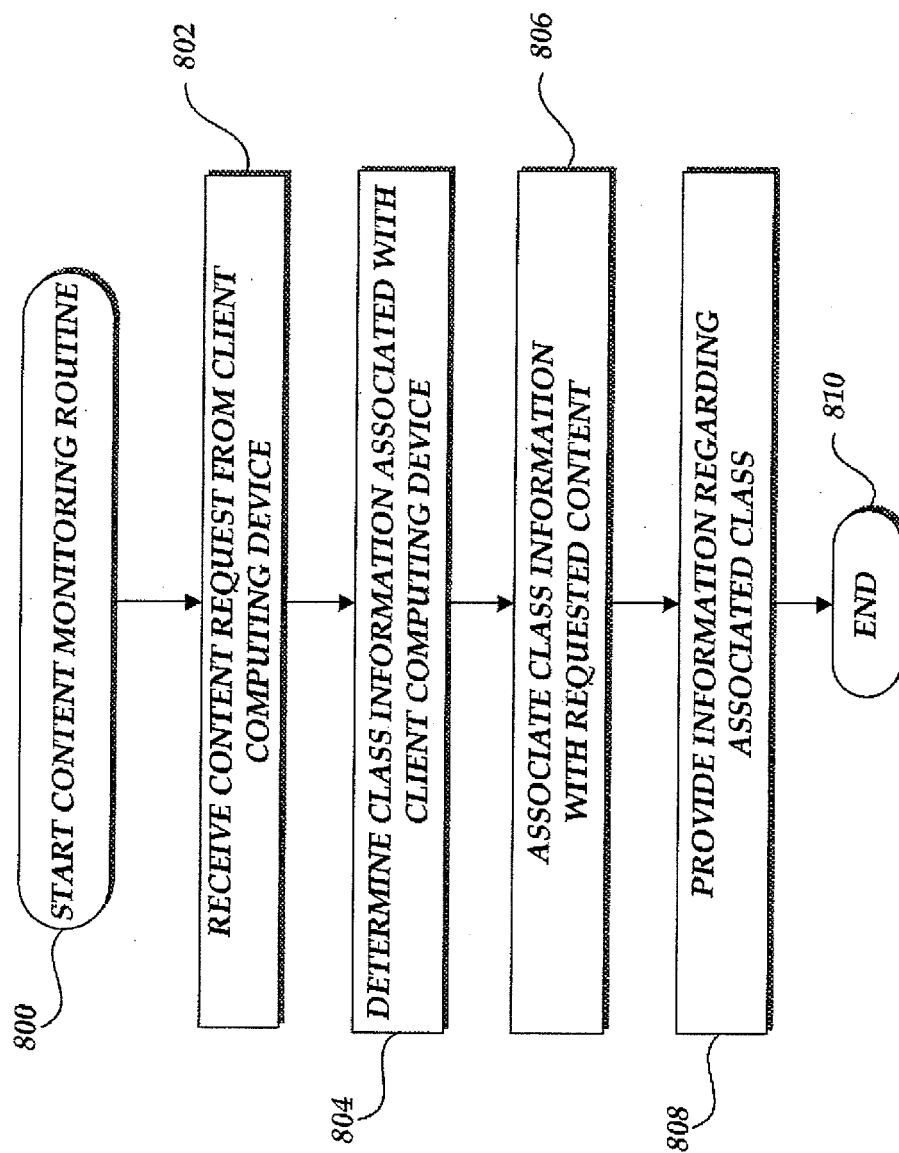 START CONTENT MONITORING ROUTINE
800
RECEIVE CONTENT REQUEST FROM CLIENT
COMPUTING DEVICE
802
DETERMINE CLASS INFORMATION ASSOCIATED WITH
CLIENT COMPUTING DEVICE
804
ASSOCIATE CLASS INFORMATION
WITH REQUESTED CONTENT
806
PROVIDE INFORMATION REGARDING
ASSOCIATED CLASS
808
END
810